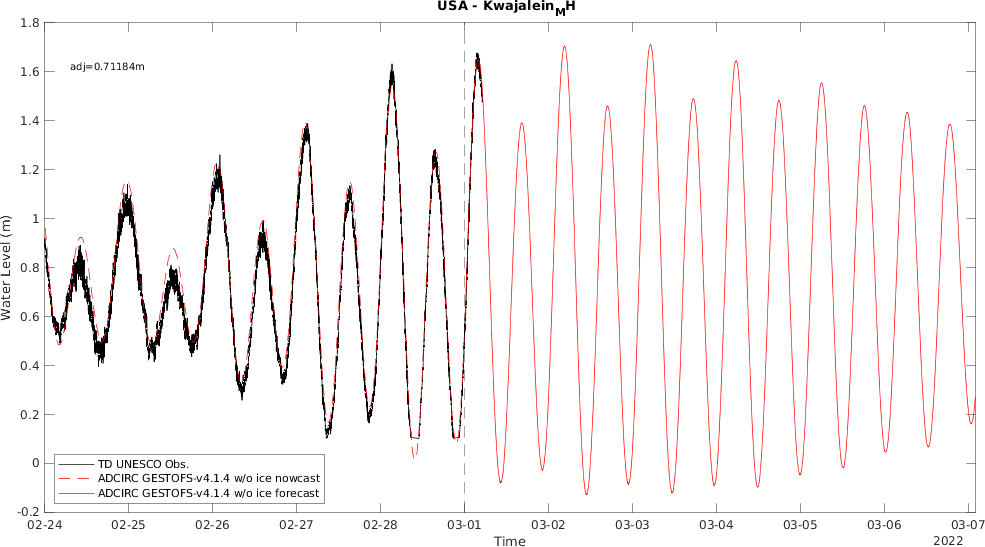 USA - Kwajalein_MH
adj=0.71184m
1.8
1.6
1.4
1.2
1
0.8
0.6
0.4
0.2
0
-0.2
Water Level (m)
TD UNESCO Obs.
ADCIRC GESTOFS-v4.1.4 w/o ice nowcast
ADCIRC GESTOFS-v4.1.4 w/o ice forecast
02-24 02-25 02-26 02-27 02-28 03-01 03-02 03-03 03-04 03-05 03-06 03-07
Time
2022